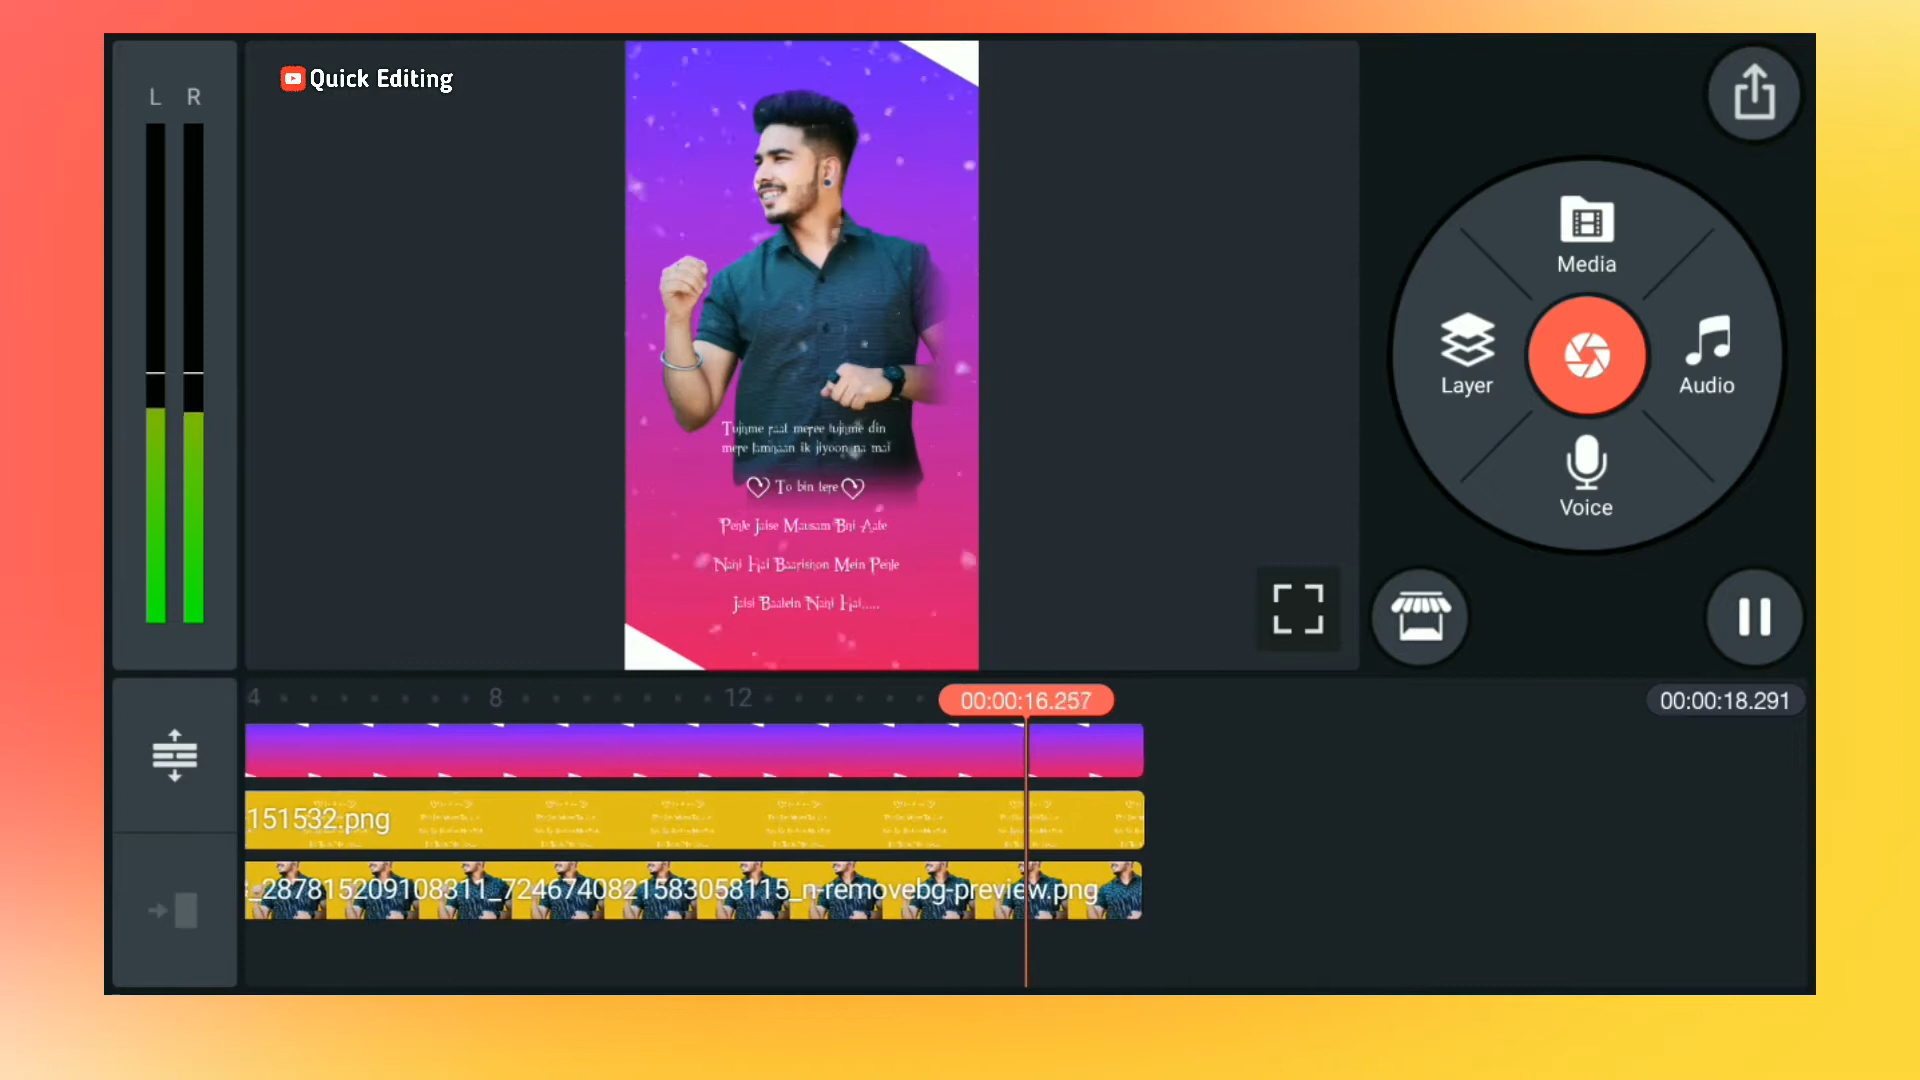 L R
Quick Editing
Tujhme raat meree tujhme din
mere lamhaan ik jiyoon na mai
To bin tere
Pehle Jaise Mausam Bhi Aate
Nahi Hai Baarishon Mein Pehle
Jaisi Baatein Nahi Hai.....
Media
Layer
Audio
Voice
4 8 12
00:00:16.257
00:00:18.291
151532.png
_287815209108311_7246740821583058115_n-removebg-preview.png